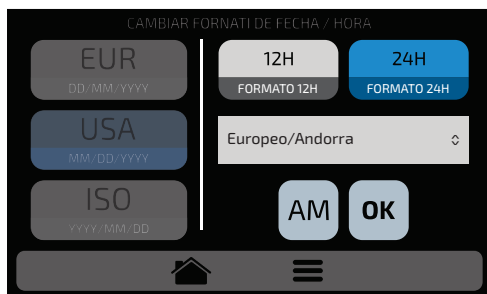 CAMBIAR FORNATI DE FECHA / HORA
EUR
DD/MM/YYYY
USA
MM/DD/YYYY
ISO
YYYY/MM/DD
12H
FORMATO 12H
24H
FORMATO 24H
Europeo/Andorra
AM
OK